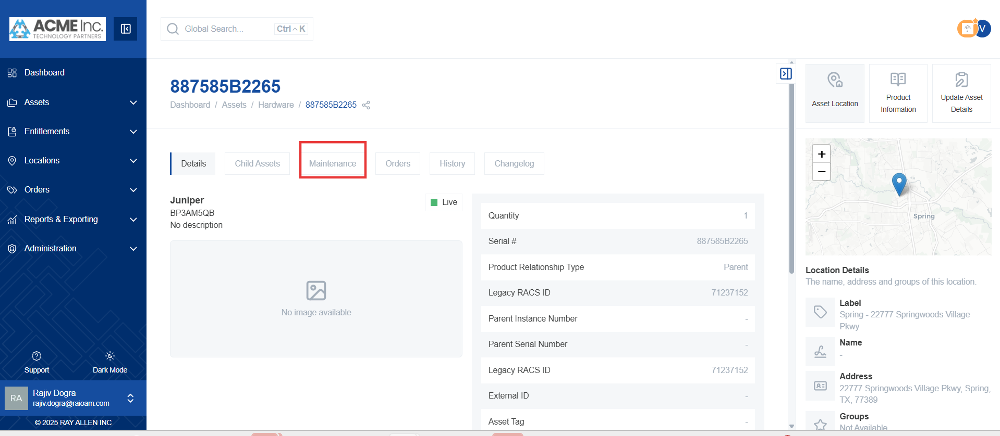 ACME Inc.
TECHNOLOGY PARTNERS
Global Search...
Ctrl
K
V
Dashboard
Assets
Entitlements
Locations
Orders
Reports & Exporting
Administration
Support
Dark Mode
RA
Rajiv Dogra
rajiv.dogra@raioam.com
© 2025 RAY ALLEN INC
887585B2265
Dashboard / Assets / Hardware / 887585B2265
Details
Child Assets
Maintenance
Orders
History
Changelog
Juniper
BP3AM5QB
No description
Live
No image available
Quantity 1
Serial # 887585B2265
Product Relationship Type Parent
Legacy RACS ID 71237152
Parent Instance Number -
Parent Serial Number -
Legacy RACS ID 71237152
External ID -
Asset Tag -
Asset Location
Product
Information
Update Asset
Details
+
−
Spring
Location Details
The name, address and groups of this location.
Label
Spring - 22777 Springwoods Village
Pkwy
Name
-
Address
22777 Springwoods Village Pkwy, Spring,
TX, 77389
Groups
Not Available